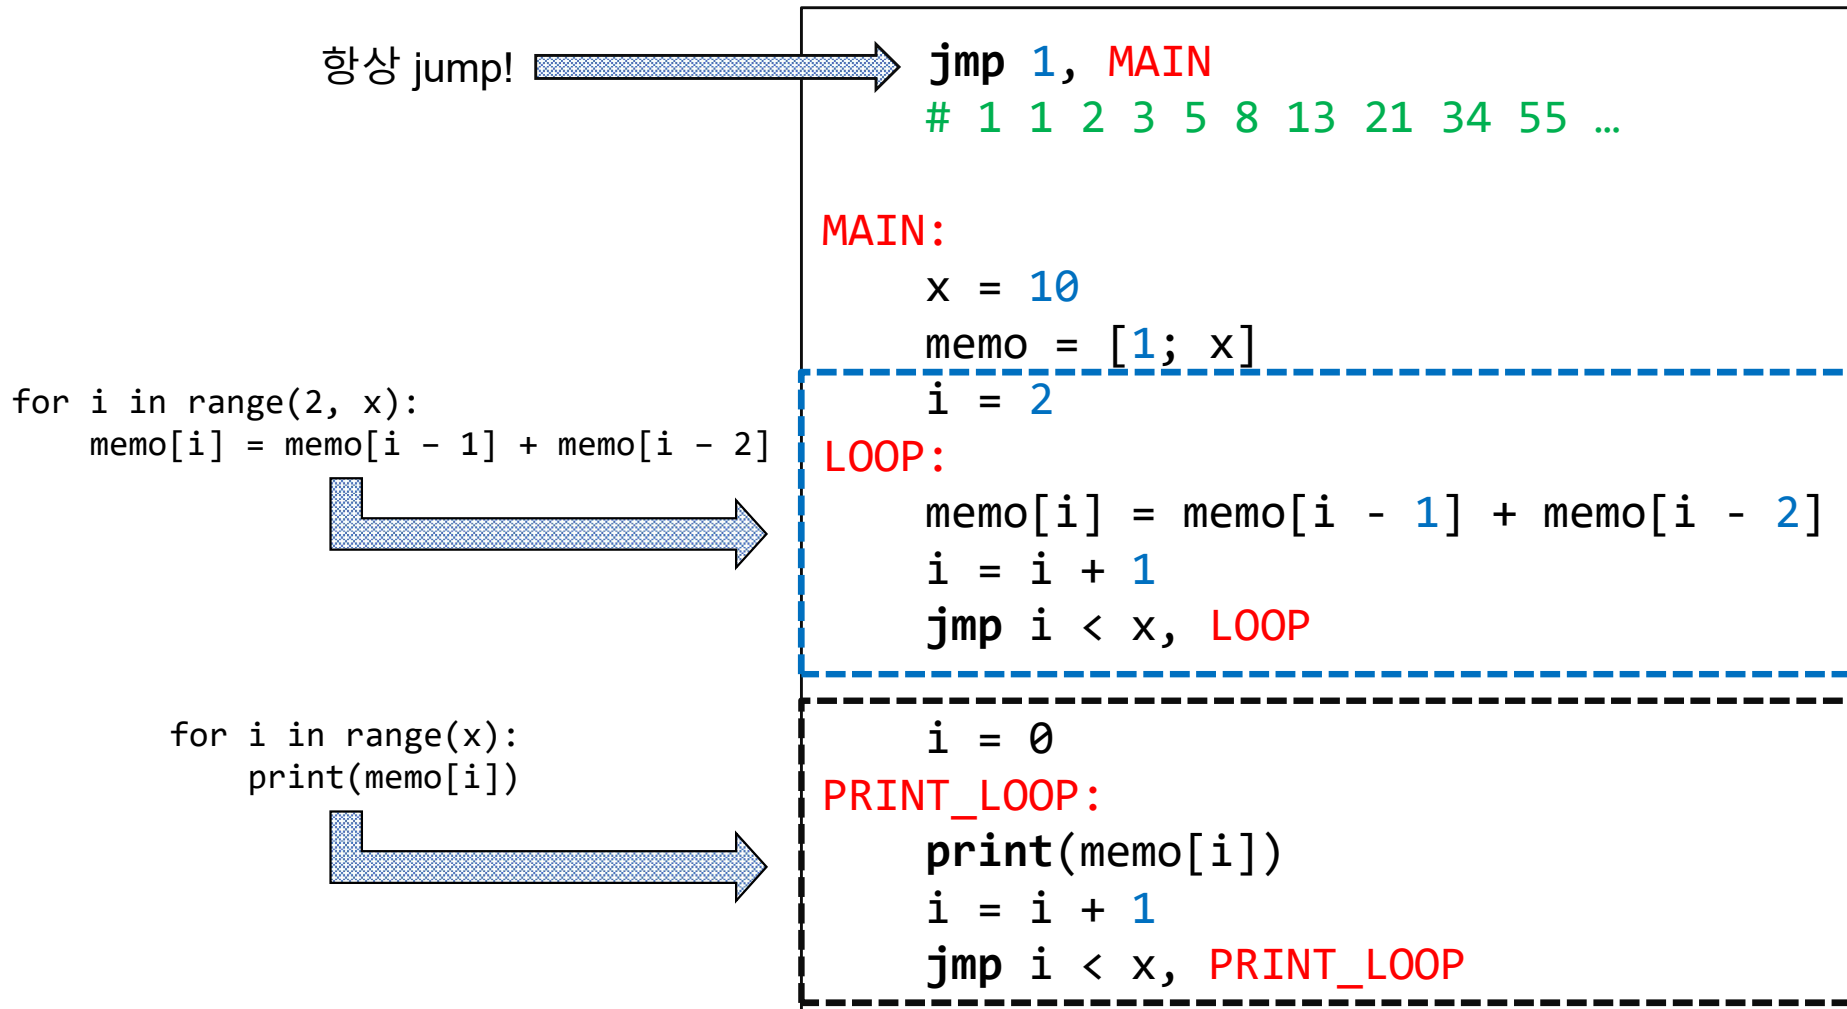 항상 jump!
jmp 1, MAIN
# 1 1 2 3 5 8 13 21 34 55 …
MAIN:
x = 10
memo = [1; x]
for i in range(2, x):
memo[i] = memo[i – 1] + memo[i – 2]
i = 2
LOOP:
memo[i] = memo[i - 1] + memo[i - 2]
i = i + 1
jmp i < x, LOOP
for i in range(x):
print(memo[i])
i = 0
PRINT_LOOP:
print(memo[i])
i = i + 1
jmp i < x, PRINT_LOOP